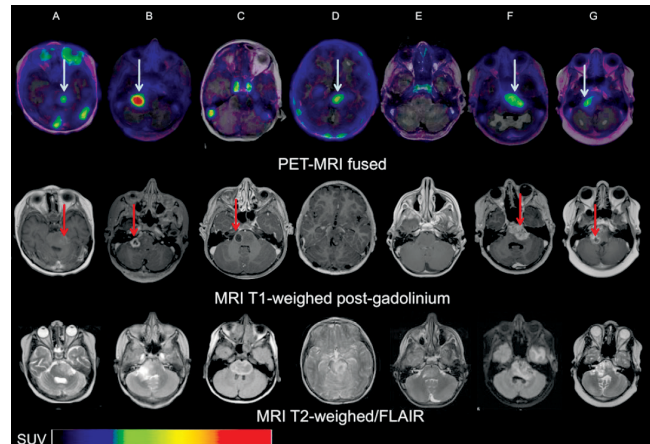 A B C D E F G
PET-MRI fused
MRI T1-weighed post-gadolinium
MRI T2-weighed/FLAIR
SUV